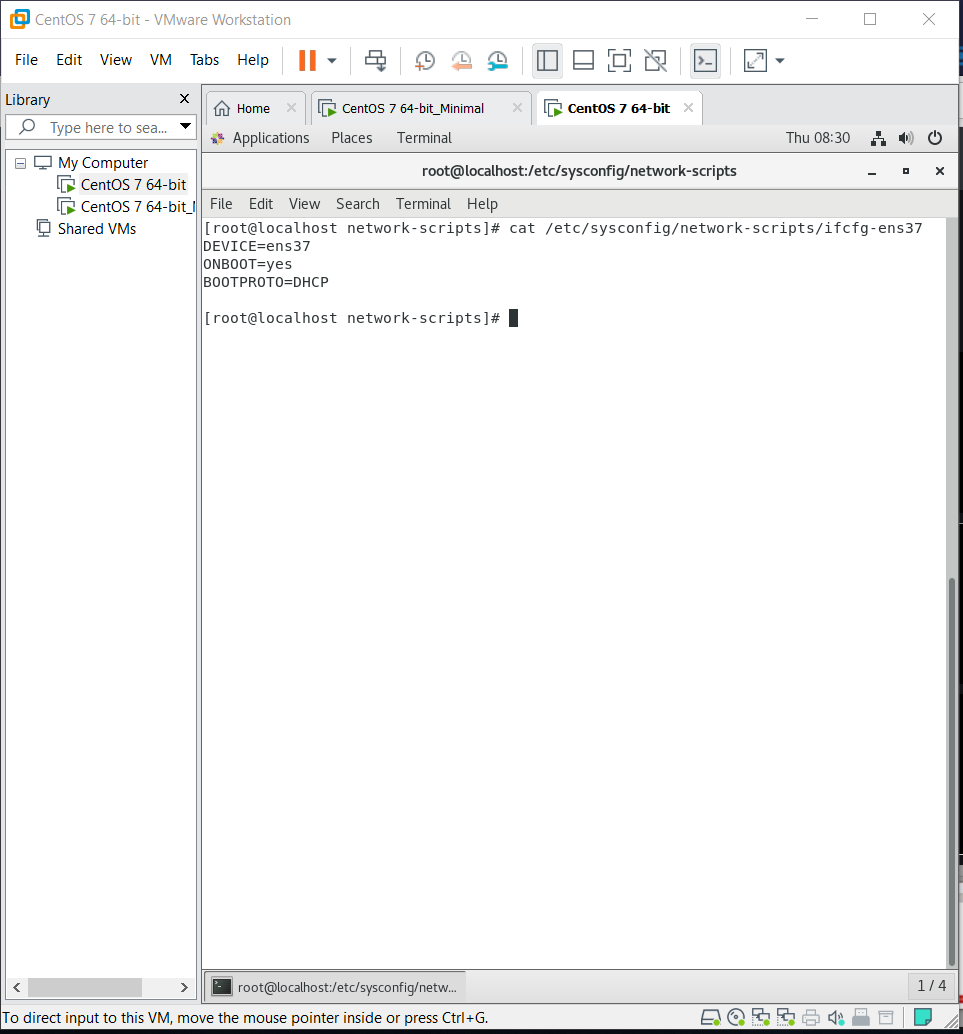 CentOS 7 64-bit - VMware Workstation
File Edit View VM Tabs Help
Library
Type here to sea...
My Computer
CentOS 7 64-bit
CentOS 7 64-bit_
Shared VMs
Home
CentOS 7 64-bit_Minimal
CentOS 7 64-bit
Applications Places Terminal Thu 08:30
root@localhost:/etc/sysconfig/network-scripts
File Edit View Search Terminal Help
[root@localhost network-scripts]# cat /etc/sysconfig/network-scripts/ifcfg-ens37
DEVICE=ens37
ONBOOT=yes
BOOTPROTO=DHCP
[root@localhost network-scripts]#
root@localhost:/etc/sysconfig/netw...
1 / 4
To direct input to this VM, move the mouse pointer inside or press Ctrl+G.